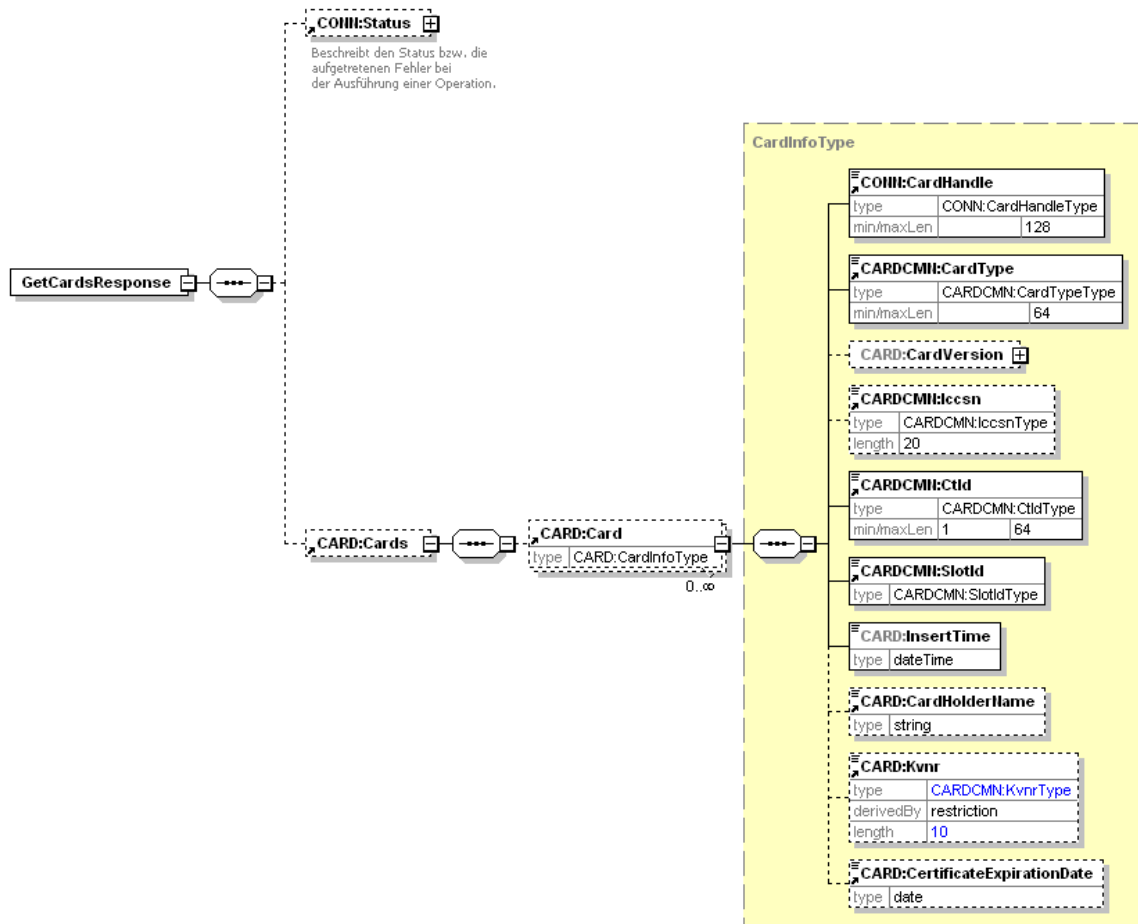 CONN:Status
Beschreibt den Status bzw. die
aufgetretenen Fehler bei
der Ausführung einer Operation.
GetCardsResponse
CARD:Cards
CARD:Card
type CARD:CardInfoType
0..∞
CardInfoType
CONN:CardHandle
type CONN:CardHandleType
min/maxLen 128
CARDCMN:CardType
type CARDCMN:CardTypeType
min/maxLen 64
CARD:CardVersion
CARDCMN:Iccsn
type CARDCMN:IccsnType
length 20
CARDCMN:CtId
type CARDCMN:CtIdType
min/maxLen 1 64
CARDCMN:SlotId
type CARDCMN:SlotIdType
CARD:InsertTime
type dateTime
CARD:CardHolderName
type string
CARD:Kvnr
type CARDCMN:KvnrType
derivedBy restriction
length 10
CARD:CertificateExpirationDate
type date